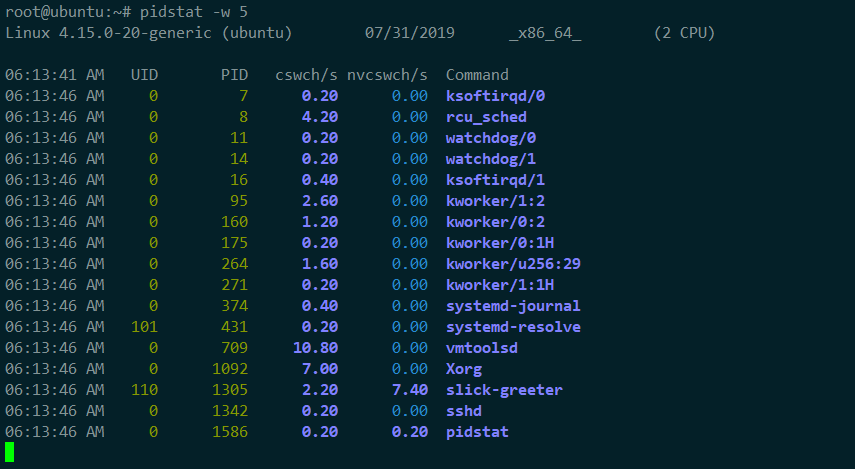 root@ubuntu:~# pidstat -w 5
Linux 4.15.0-20-generic (ubuntu)        07/31/2019      _x86_64_        (2 CPU)

06:13:41 AM   UID       PID   cswch/s nvcswch/s  Command
06:13:46 AM     0         7      0.20      0.00  ksoftirqd/0
06:13:46 AM     0         8      4.20      0.00  rcu_sched
06:13:46 AM     0        11      0.20      0.00  watchdog/0
06:13:46 AM     0        14      0.20      0.00  watchdog/1
06:13:46 AM     0        16      0.40      0.00  ksoftirqd/1
06:13:46 AM     0        95      2.60      0.00  kworker/1:2
06:13:46 AM     0       160      1.20      0.00  kworker/0:2
06:13:46 AM     0       175      0.20      0.00  kworker/0:1H
06:13:46 AM     0       264      1.60      0.00  kworker/u256:29
06:13:46 AM     0       271      0.20      0.00  kworker/1:1H
06:13:46 AM     0       374      0.40      0.00  systemd-journal
06:13:46 AM   101       431      0.20      0.00  systemd-resolve
06:13:46 AM     0       709     10.80      0.00  vmtoolsd
06:13:46 AM     0      1092      7.00      0.00  Xorg
06:13:46 AM   110      1305      2.20      7.40  slick-greeter
06:13:46 AM     0      1342      0.20      0.00  sshd
06:13:46 AM     0      1586      0.20      0.20  pidstat